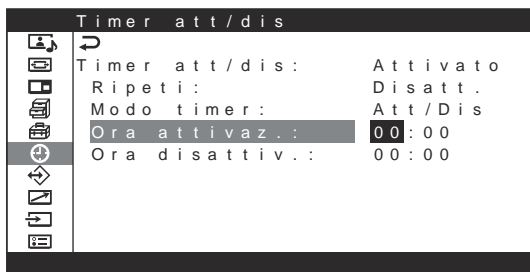 Timer att/dis
Timer att/dis: Attivato
Ripeti: Disatt.
Modo timer: Att/Dis
Ora attivaz.: 00:00
Ora disattiv.: 00:00